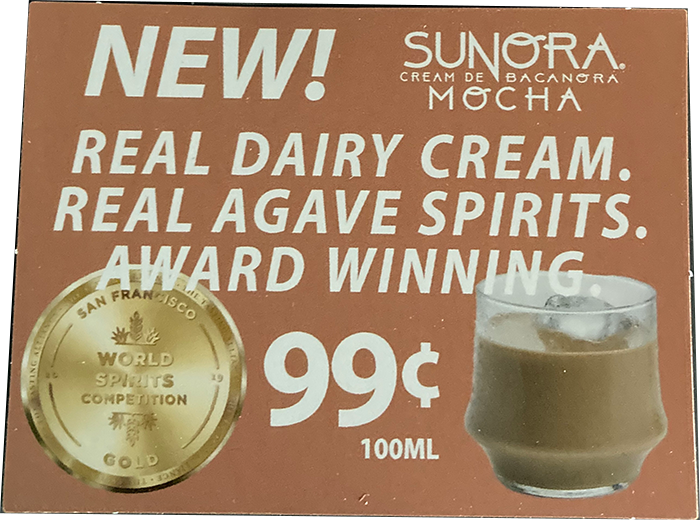 NEW!
SUNORA.
CREAM DE BACANORA
MOCHA
REAL DAIRY CREAM.
REAL AGAVE SPIRITS.
AWARD WINNING.
SAN FRANCISCO
WORLD
SPIRITS
COMPETITION
GOLD
99¢
100ML